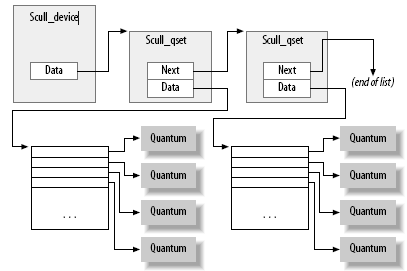 Scull_device
Scull_qset
Scull_qset
Data
Next
Data
Next
Data
(end of list)
Quantum
Quantum
Quantum
Quantum
Quantum
Quantum
. . .
. . .
Quantum
Quantum